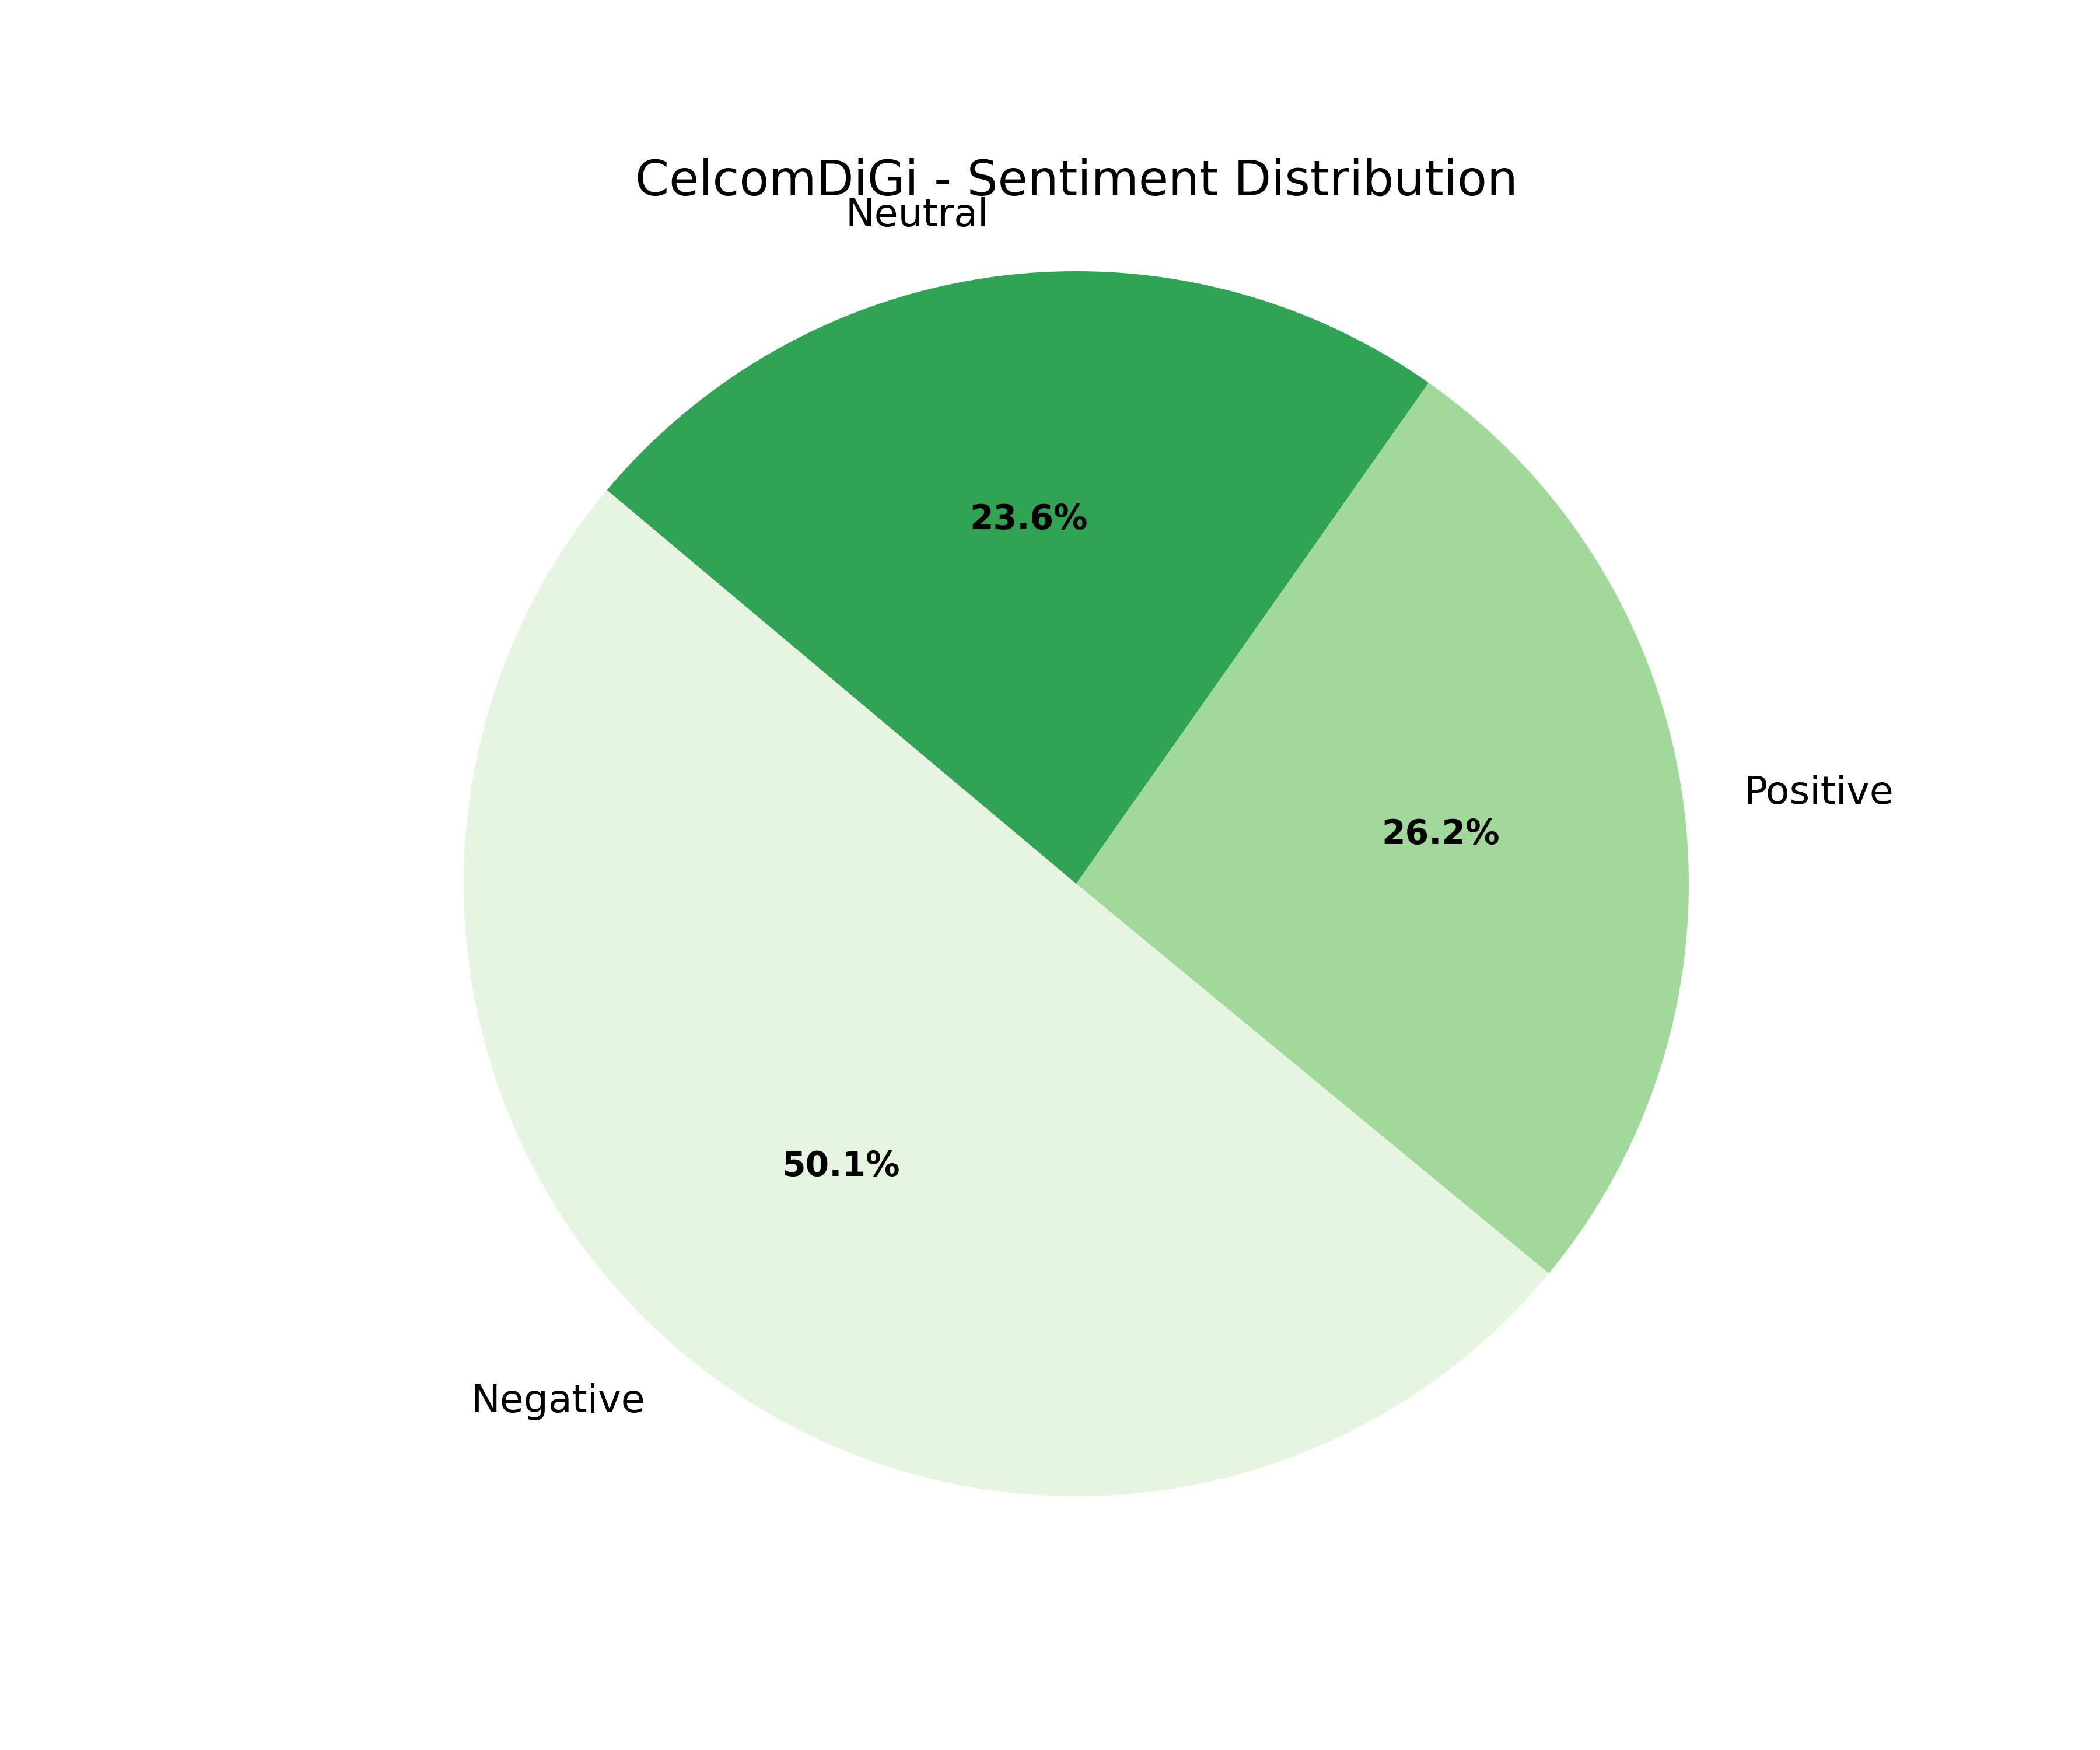 CelcomDiGi - Sentiment Distribution
Neutral
23.6%
Positive
26.2%
50.1%
Negative